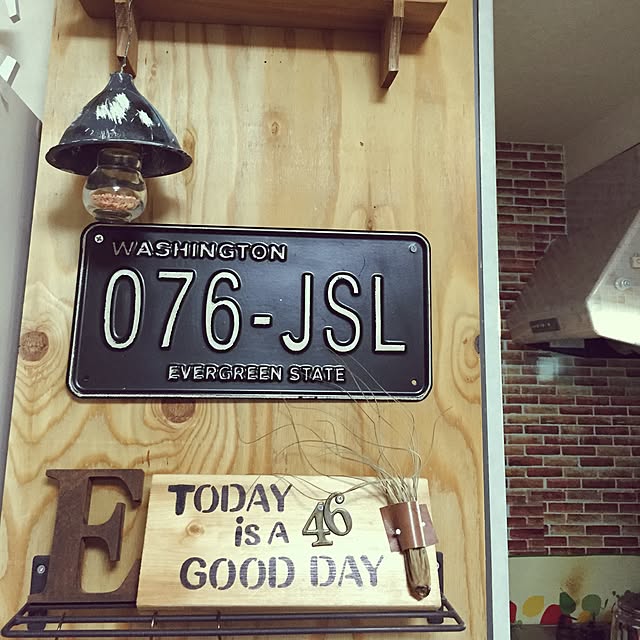 WASHINGTON
076-JSL
EVERGREEN STATE
E
TODAY
is A 46
GOOD DAY